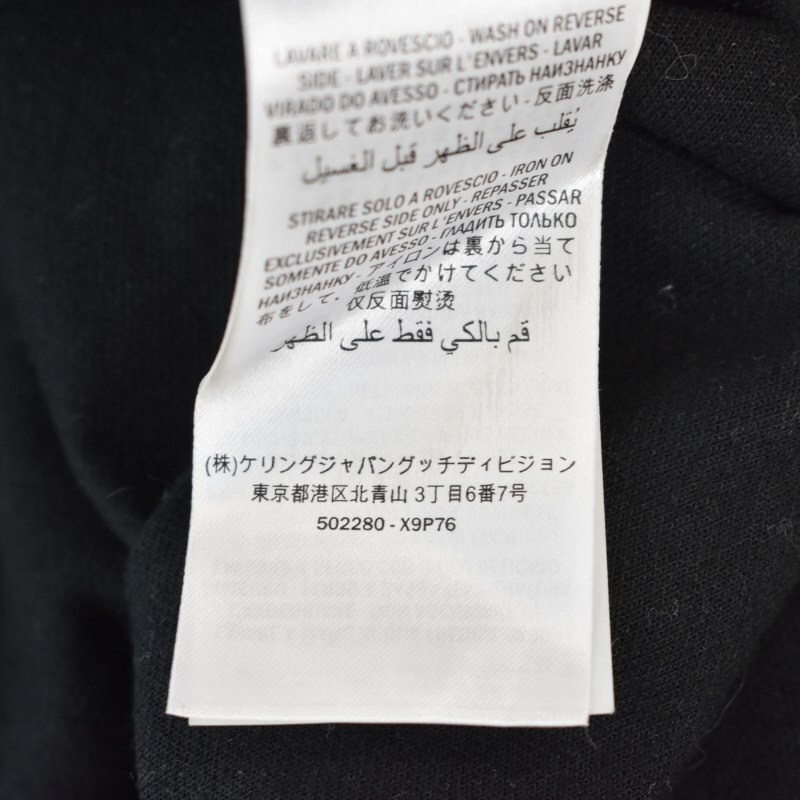 LAVARE A ROVESCIO - WASH ON REVERSE
SIDE - LAVER SUR L'ENVERS - LAVAR
VIRADO DO AVESSO - СТИРАТЬ НАИЗНАНКУ
裏返してお洗いください - 反面洗涤
يُقلب على الظهر قبل الغسيل
STIRARE SOLO A ROVESCIO - IRON ON
REVERSE SIDE ONLY - REPASSER
EXCLUSIVEMENT SUR L'ENVERS - PASSAR
SOMENTE DO AVESSO - ГЛАДИТЬ ТОЛЬКО
НАИЗНАНКУ - アイロンは裏から当て
布をして、低温でかけてください
仅反面熨烫
قم بالكي فقط على الظهر
(株)ケリングジャパングッチディビジョン
東京都港区北青山 3丁目6番7号
502280 - X9P76